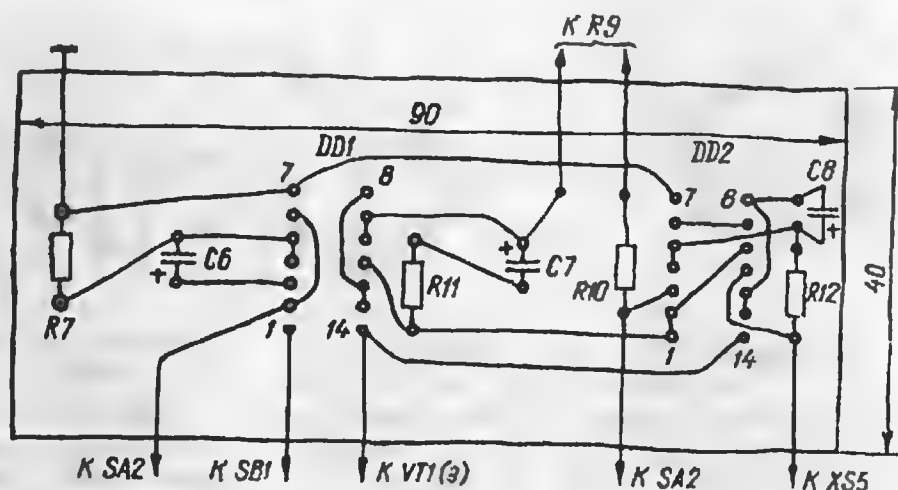 К R9
90
DD1
DD2
7
8
7
8
C8
+
+
C6
+
C7
R11
R10
R12
40
R7
1
14
1
14
К SA2
К SB1
К VT1(э)
К SA2
К XS5